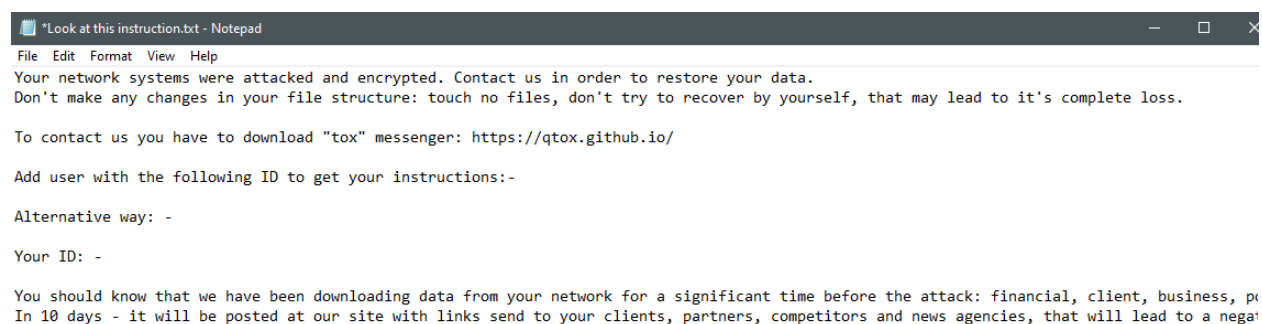 *Look at this instruction.txt - Notepad
File Edit Format View Help
Your network systems were attacked and encrypted. Contact us in order to restore your data.
Don't make any changes in your file structure: touch no files, don't try to recover by yourself, that may lead to it's complete loss.
To contact us you have to download "tox" messenger: https://qtox.github.io/
Add user with the following ID to get your instructions:-
Alternative way: -
Your ID: -
You should know that we have been downloading data from your network for a significant time before the attack: financial, client, business,
In 10 days - it will be posted at our site with links send to your clients, partners, competitors and news agencies, that will lead to a